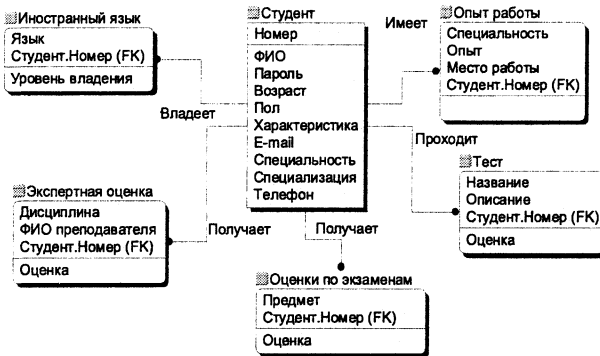 Иностранный язык
Язык
Студент.Номер (FK)
Уровень владения
Владеет
Студент
Номер
ФИО
Пароль
Возраст
Пол
Характеристика
E-mail
Специальность
Специализация
Телефон
Имеет
Опыт работы
Специальность
Опыт
Место работы
Студент.Номер (FK)
Проходит
Тест
Название
Описание
Студент.Номер (FK)
Оценка
Экспертная оценка
Дисциплина
ФИО преподавателя
Студент.Номер (FK)
Оценка
Получает
Получает
Оценки по экзаменам
Предмет
Студент.Номер (FK)
Оценка